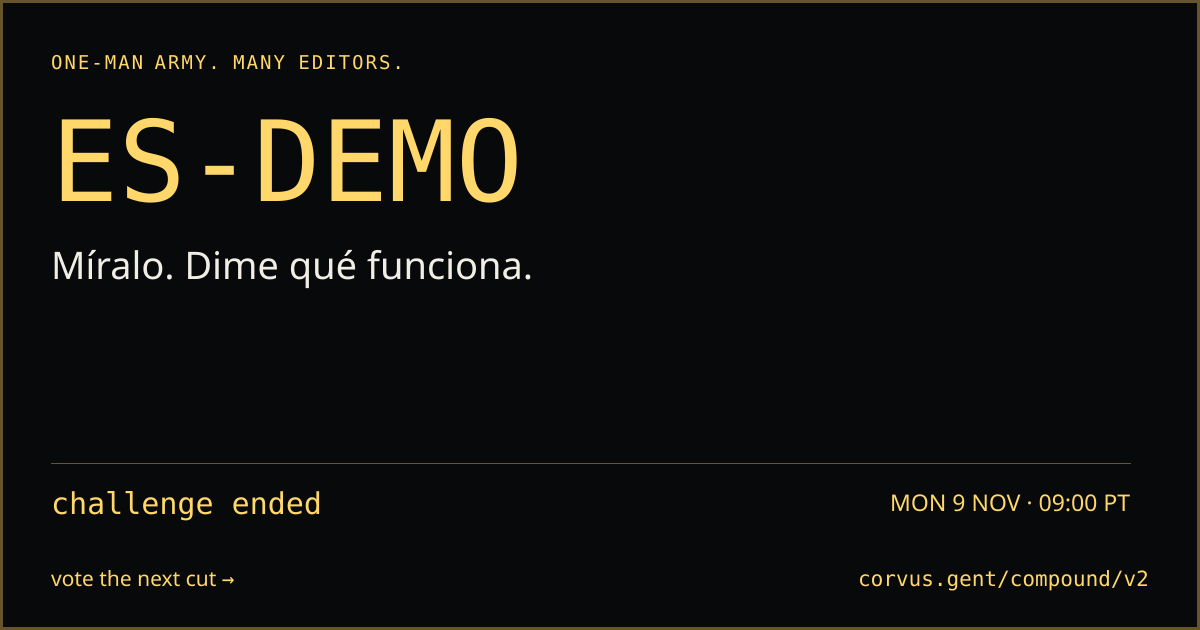 ONE-MAN ARMY. MANY EDITORS.
ES-DEMO
Míralo. Dime qué funciona.
challenge ended
MON 9 NOV · 09:00 PT
vote the next cut →
corvus.gent/compound/v2